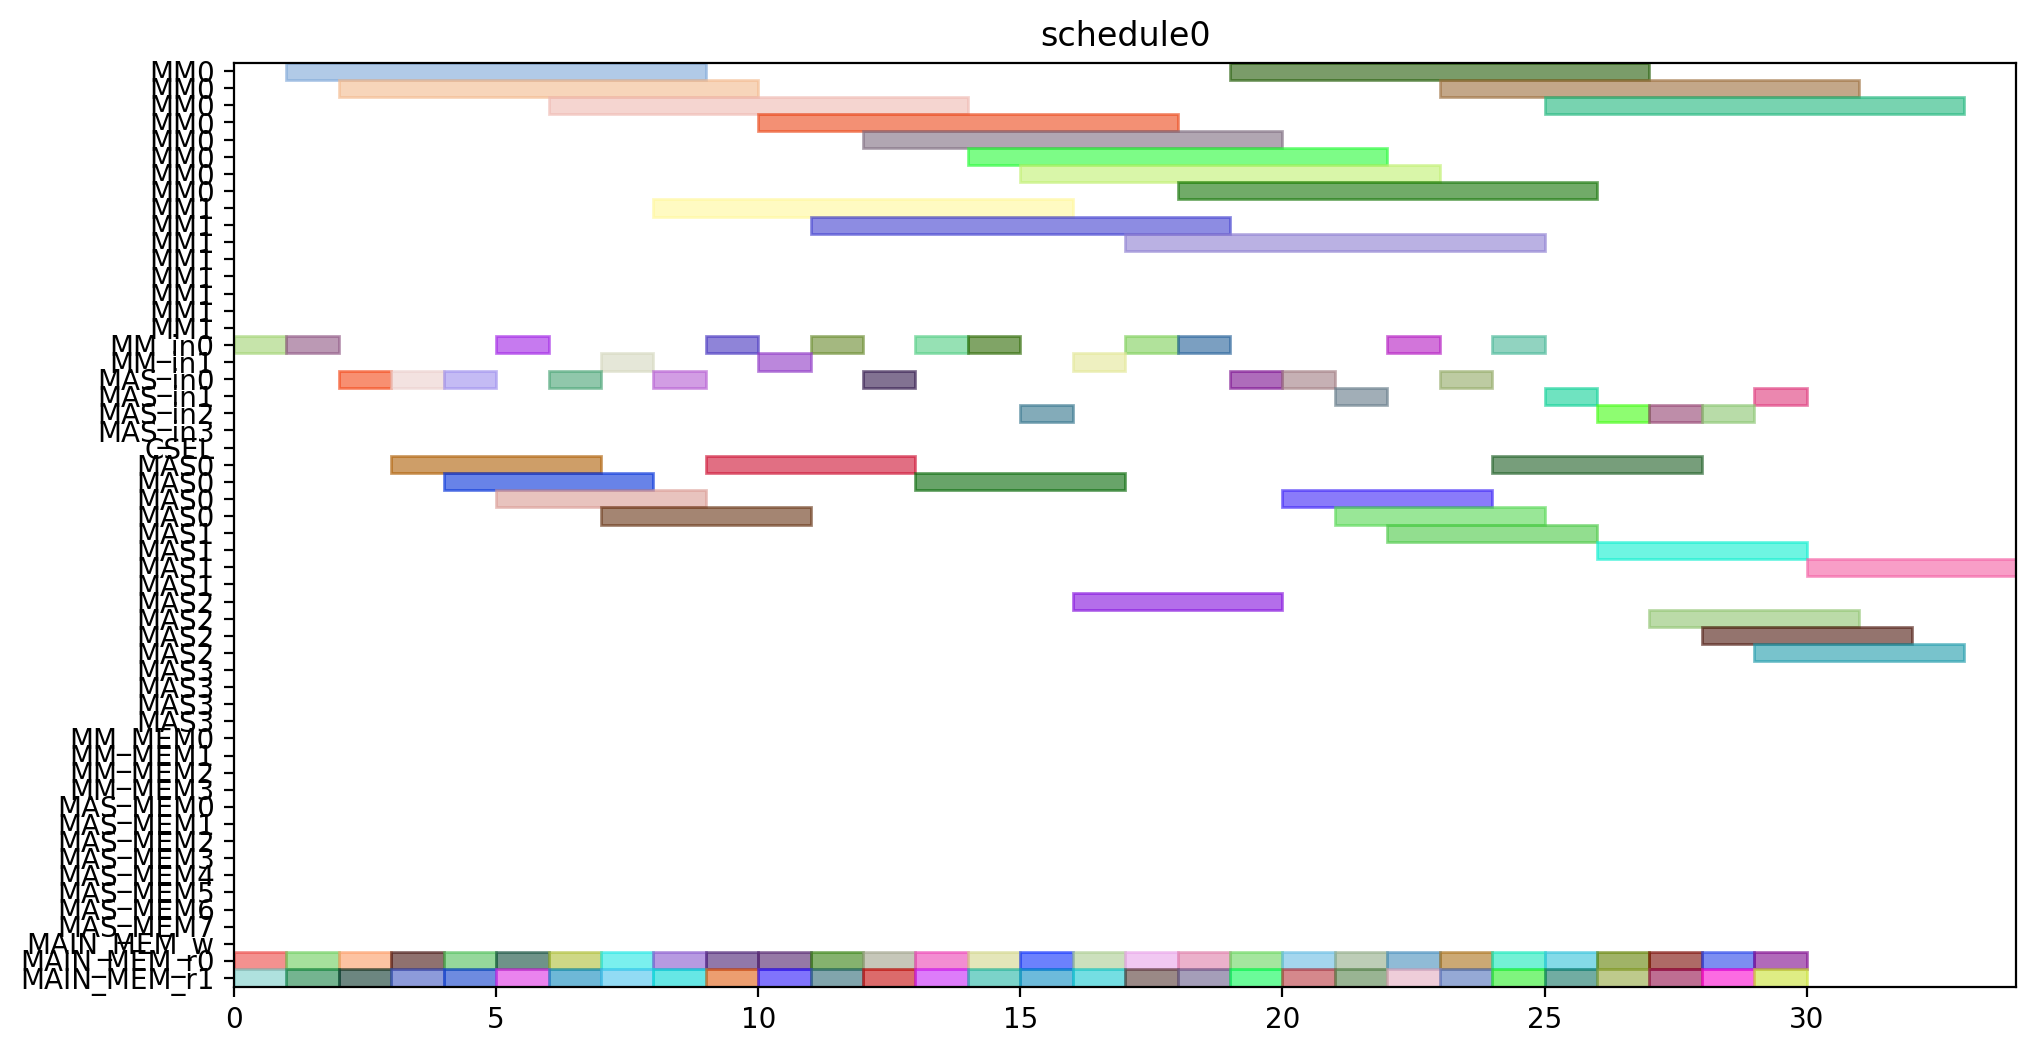 schedule0
MM0
MM0
MM0
MM0
MM0
MM0
MM0
MM0
MM1
MM1
MM1
MM1
MM1
MM1
MM1
MM1
MM_in0
MM_in1
MAS_in0
MAS_in1
MAS_in2
MAS_in3
CSEL
MAS0
MAS0
MAS0
MAS0
MAS1
MAS1
MAS1
MAS1
MAS2
MAS2
MAS2
MAS2
MAS3
MAS3
MAS3
MAS3
MM_MEM0
MM_MEM1
MM_MEM2
MM_MEM3
MAS_MEM0
MAS_MEM1
MAS_MEM2
MAS_MEM3
MAS_MEM4
MAS_MEM5
MAS_MEM6
MAS_MEM7
MAIN_MEM_w
MAIN_MEM_r0
MAIN_MEM_r1
0 5 10 15 20 25 30